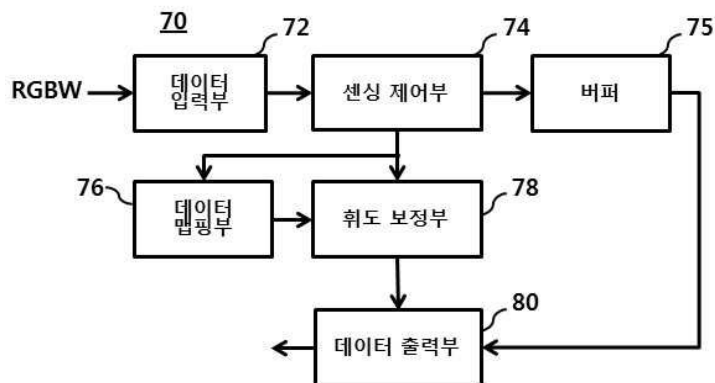 70
72
74
75
RGBW
데이터
입력부
센싱 제어부
버퍼
76
데이터
맵핑부
휘도 보정부
78
80
데이터 출력부